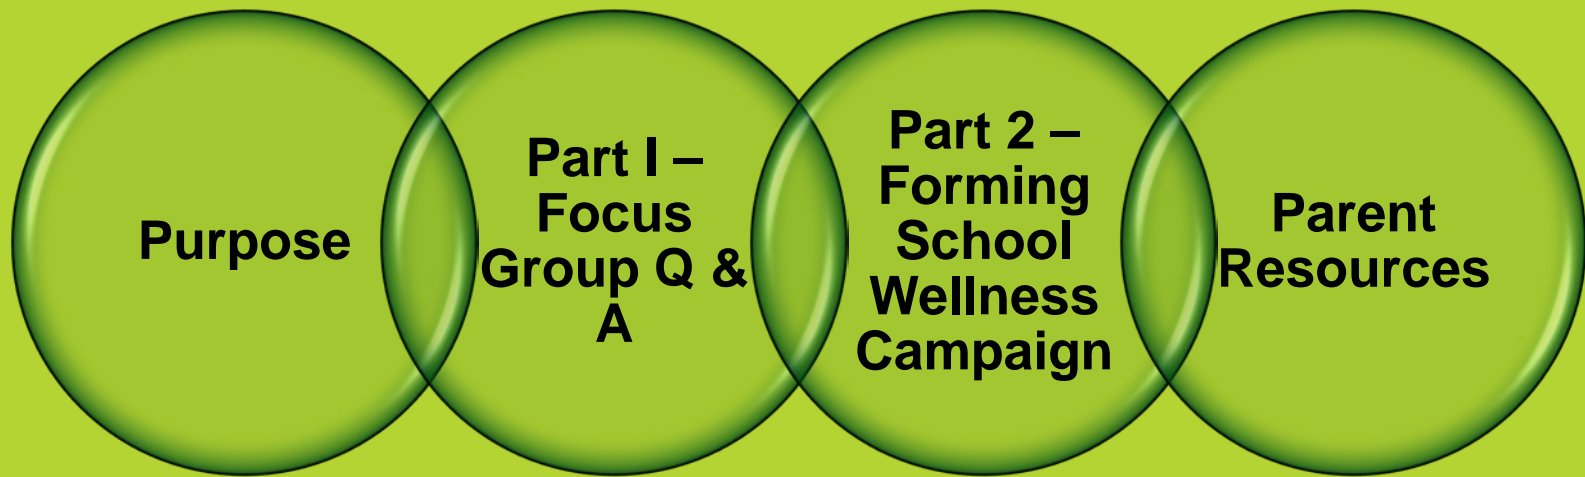 Purpose
Part I –
Focus
Group Q &
A
Part 2 –
Forming
School
Wellness
Campaign
Parent
Resources